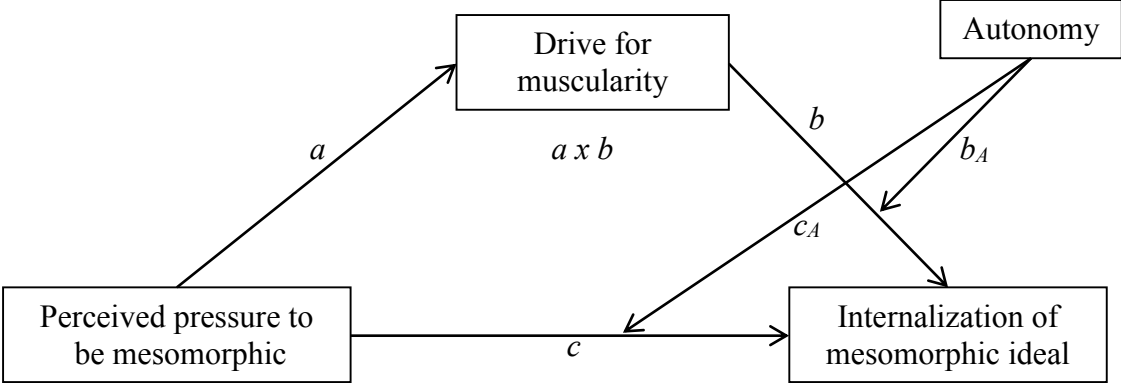 Drive for
muscularity
Autonomy
a
a x b
b
b_A
c_A
Perceived pressure to
be mesomorphic
c
Internalization of
mesomorphic ideal